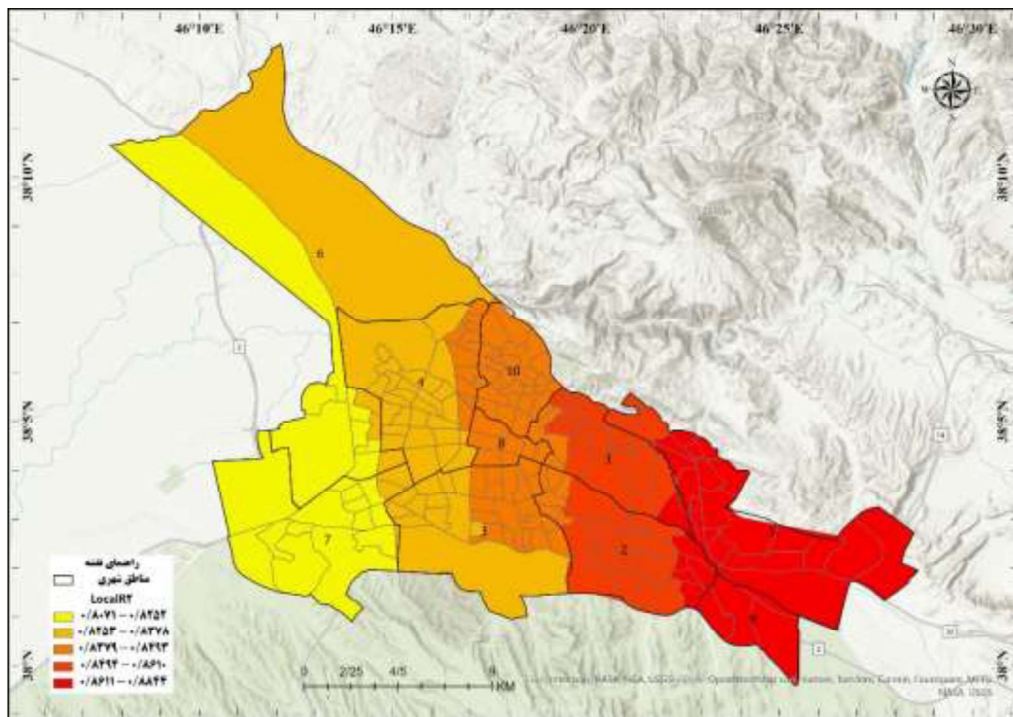 46°10'E 46°15'E 46°20'E 46°25'E 46°30'E
38°10'N 38°10'N
38°5'N 38°5'N
38°N 38°N
6
4
10
8
1
3
2
7
راهنمای نقشه
مناطق شهری
LocalR۲
۰/۸۰۷۱ – ۰/۸۲۵۲
۰/۸۲۵۳ – ۰/۸۳۷۸
۰/۸۳۷۹ – ۰/۸۴۹۳
۰/۸۴۹۴ – ۰/۸۶۱۰
۰/۸۶۱۱ – ۰/۸۸۴۴
0 2/25 4/5 9
KM
NASA, USGS